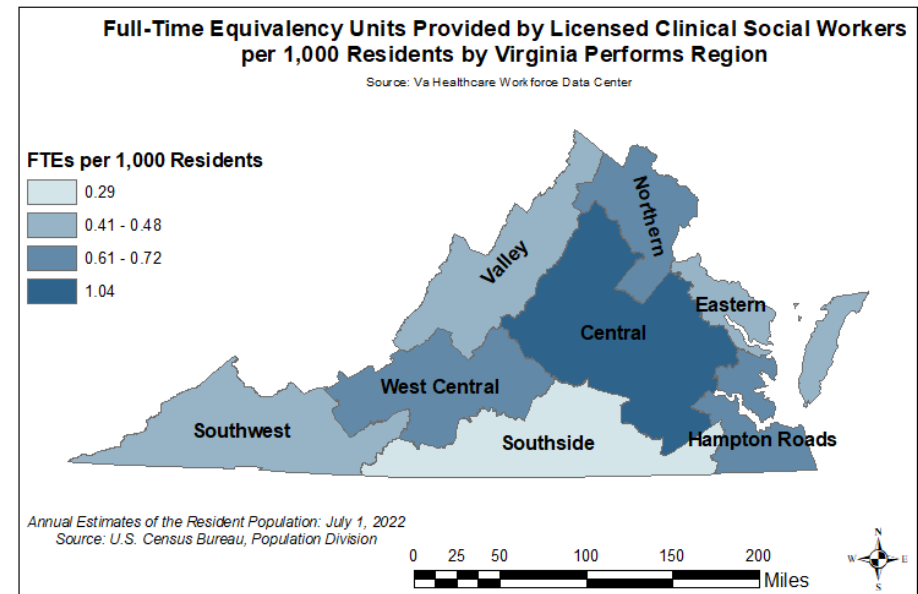 Full-Time Equivalency Units Provided by Licensed Clinical Social Workers
per 1,000 Residents by Virginia Performs Region
Source: Va Healthcare Workforce Data Center
FTEs per 1,000 Residents
0.29
0.41 - 0.48
0.61 - 0.72
1.04
Northern
Valley
Eastern
Central
West Central
Southwest
Southside
Hampton Roads
Annual Estimates of the Resident Population: July 1, 2022
Source: U.S. Census Bureau, Population Division
0 25 50 100 150 200
Miles
N
W E
S